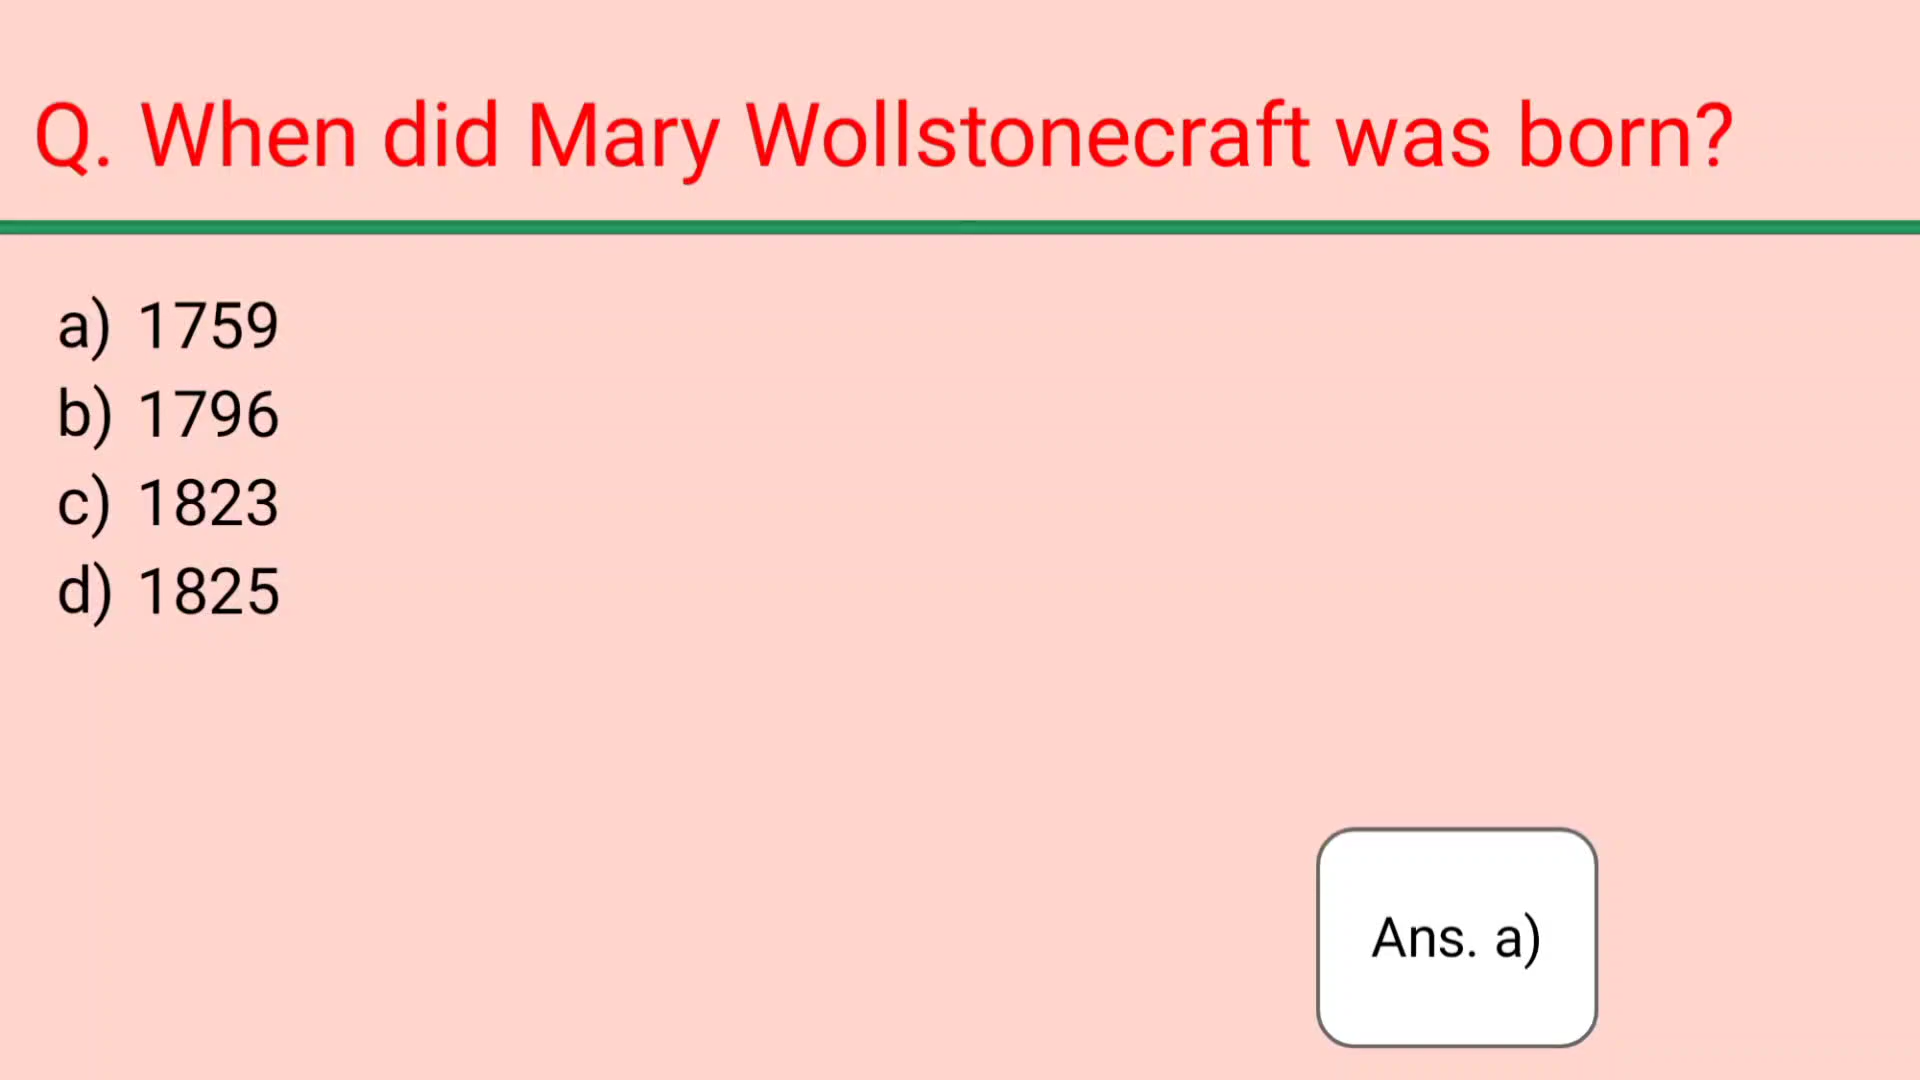 Q. When did Mary Wollstonecraft was born?
a) 1759
b) 1796
c) 1823
d) 1825
Ans. a)